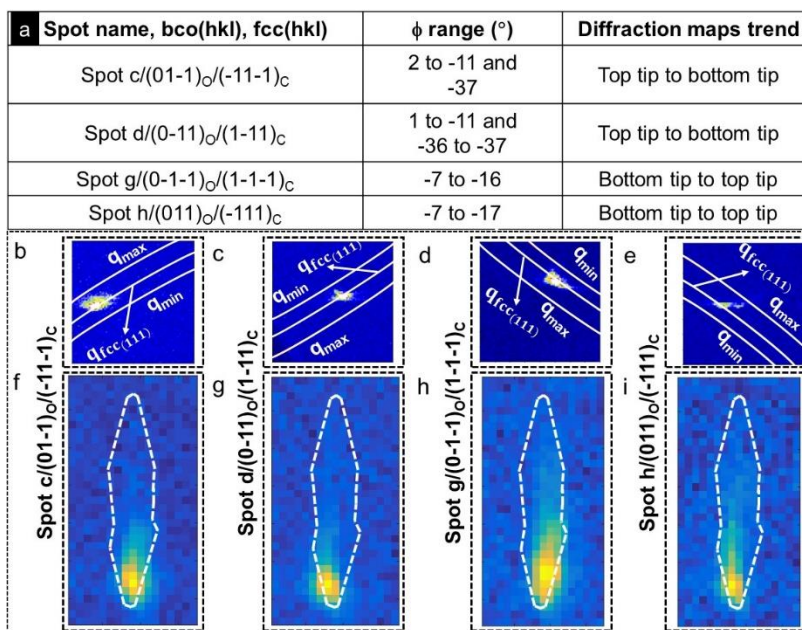 a Spot name, bco(hkl), fcc(hkl) ϕ range (°) Diffraction maps trend
Spot c/(01-1)O/(-11-1)C 2 to -11 and -37 Top tip to bottom tip
Spot d/(0-11)O/(1-11)C 1 to -11 and -36 to -37 Top tip to bottom tip
Spot g/(0-1-1)O/(1-1-1)C -7 to -16 Bottom tip to top tip
Spot h/(011)O/(-111)C -7 to -17 Bottom tip to top tip
b
qmax
qmin
qfcc(111)
c
qfcc(111)
qmin
qmax
d
qmin
qfcc(111)
qmax
e
qfcc(111)
qmax
qmin
f
Spot c/(01-1)O/(-11-1)C
g
Spot d/(0-11)O/(1-11)C
h
Spot g/(0-1-1)O/(1-1-1)C
i
Spot h/(011)O/(-111)C